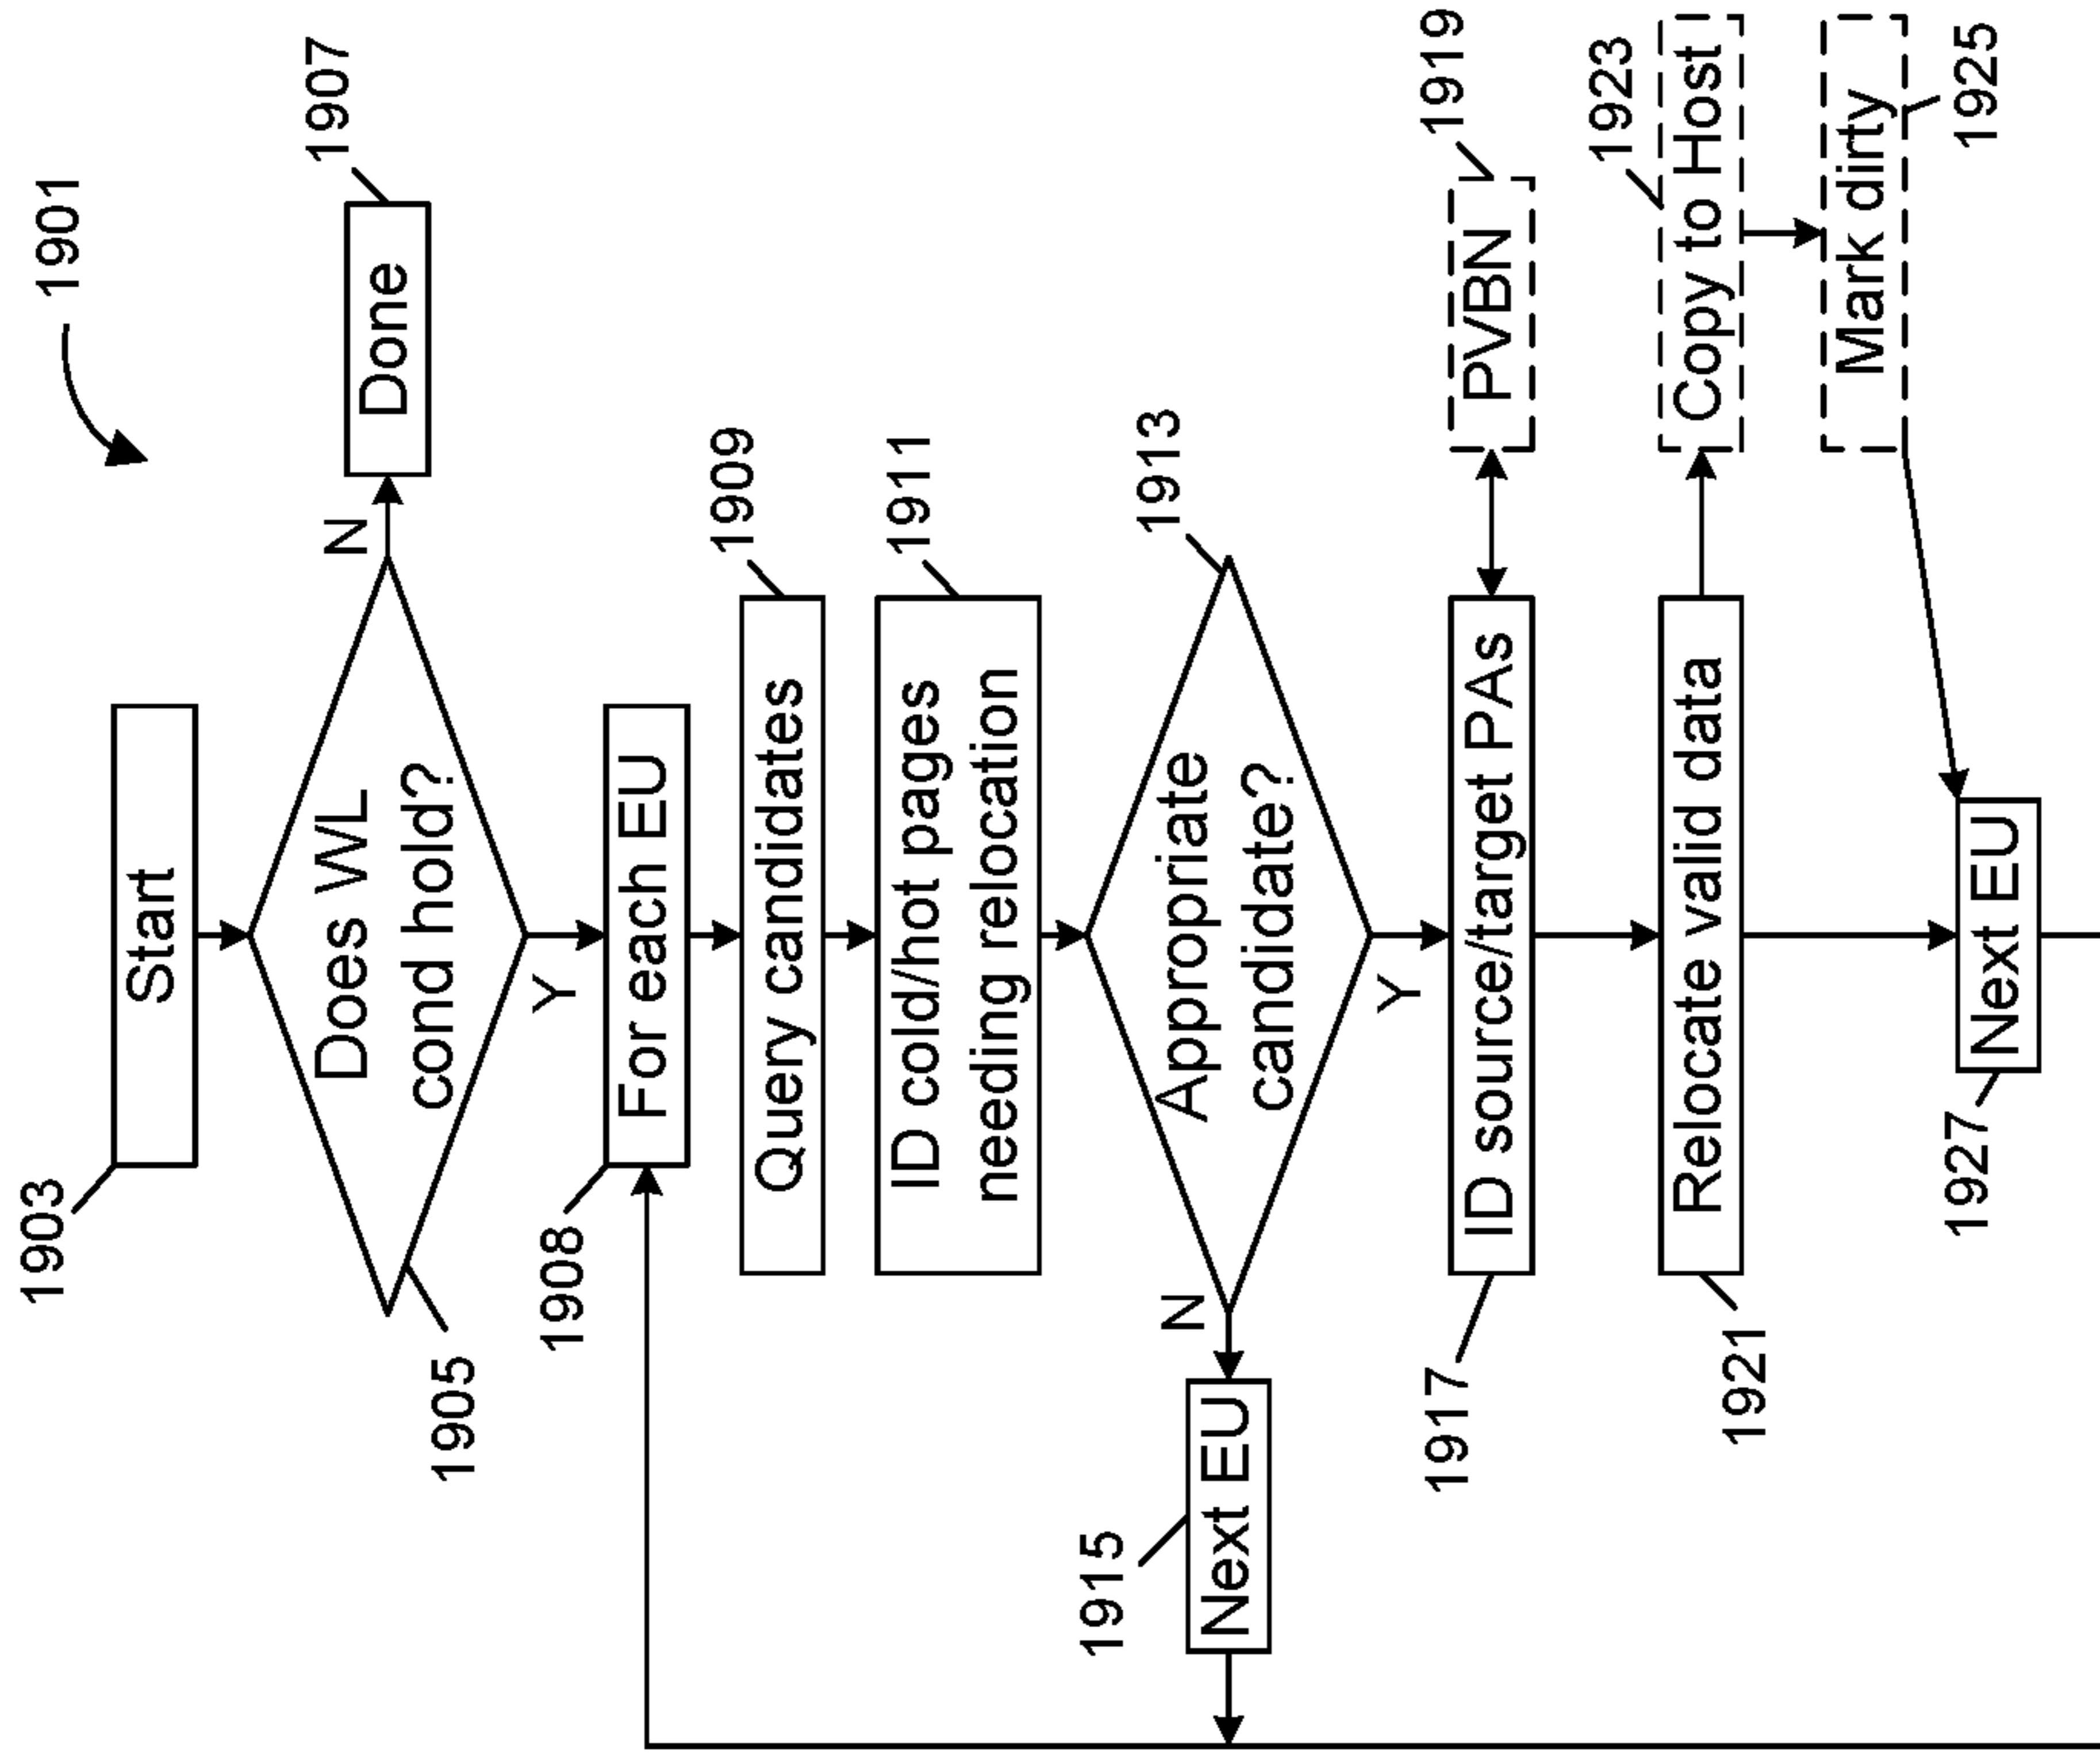 1901
1903
Start
Does WL
cond hold?
1905
N
Done
1907
Y
1908
For each EU
Query candidates
1909
ID cold/hot pages
needing relocation
1911
Appropriate
candidate?
1913
N
1915
Next EU
Y
1917
ID source/target PAs
PVBN
1919
1921
Relocate valid data
Copy to Host
1923
Mark dirty
1925
1927
Next EU